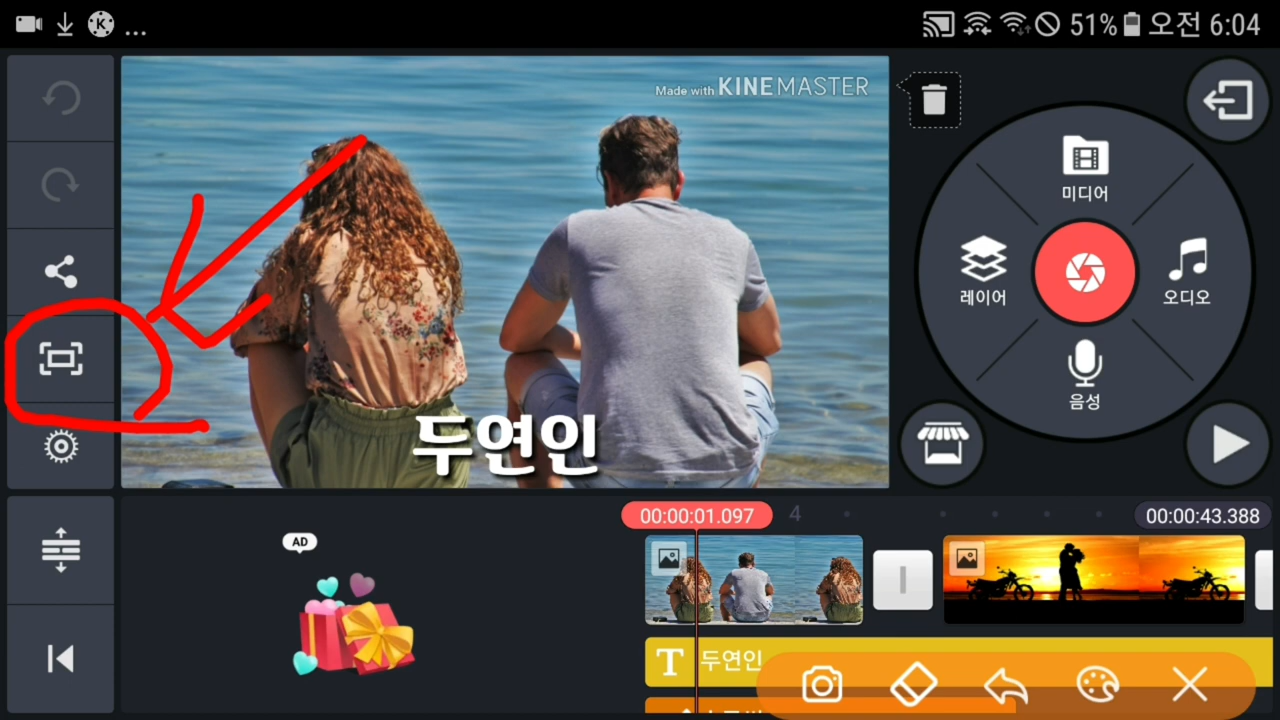 K
...
51%
오전 6:04
Made with KINEMASTER
미디어
레이어
오디오
음성
두연인
00:00:01.097
4
00:00:43.388
AD
T 두연인